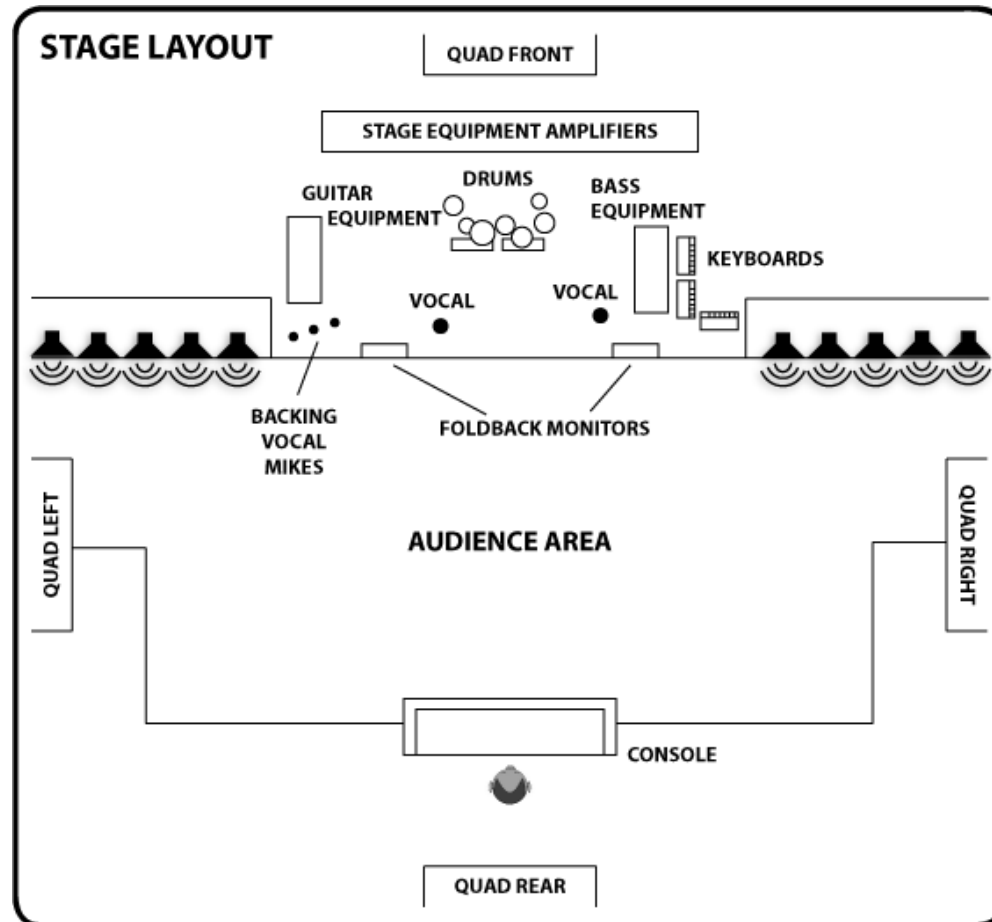 STAGE LAYOUT
QUAD FRONT
STAGE EQUIPMENT AMPLIFIERS
DRUMS
GUITAR
EQUIPMENT
BASS
EQUIPMENT
KEYBOARDS
VOCAL
VOCAL
BACKING
VOCAL
MIKES
FOLDBACK MONITORS
QUAD LEFT
AUDIENCE AREA
QUAD RIGHT
CONSOLE
QUAD REAR